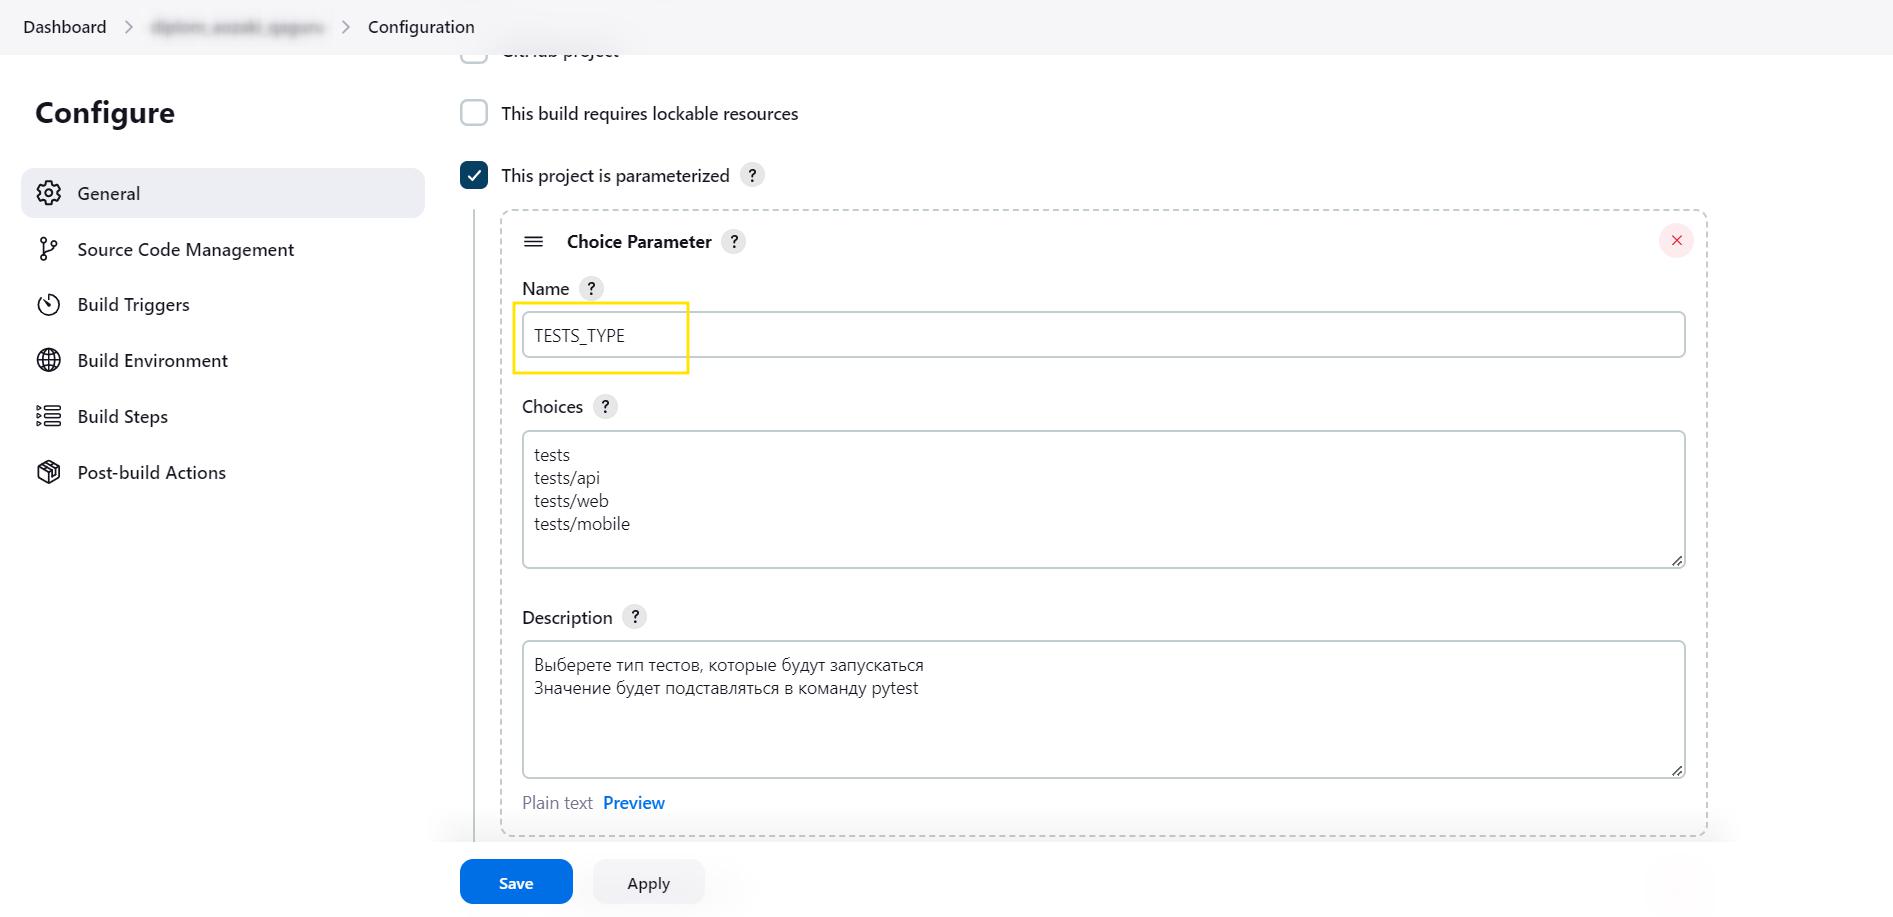 Dashboard
Configuration
GitHub project
Configure
This build requires lockable resources
This project is parameterized ?
General
Source Code Management
Build Triggers
Build Environment
Build Steps
Post-build Actions
Choice Parameter ?
Name ?
TESTS_TYPE
Choices ?
tests
tests/api
tests/web
tests/mobile
Description ?
Выберете тип тестов, которые будут запускаться
Значение будет подставляться в команду pytest
Plain text Preview
Save
Apply